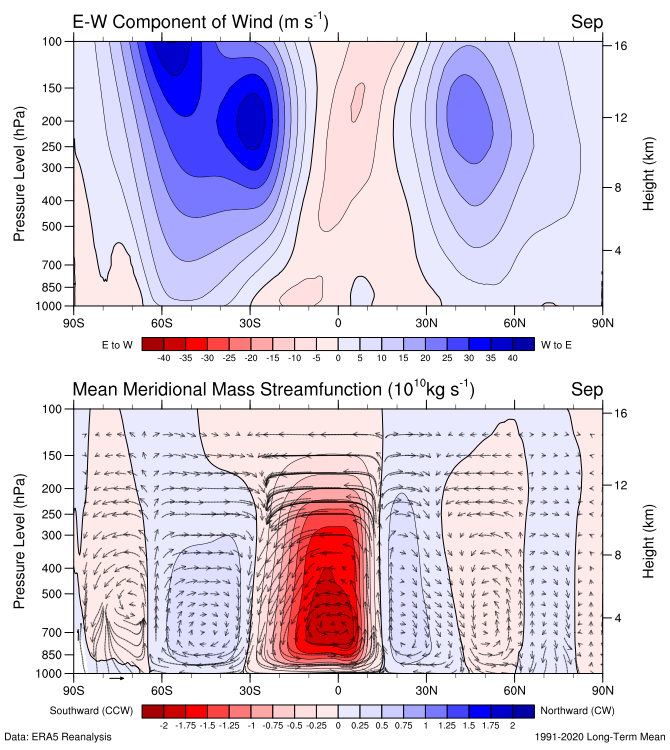 E-W Component of Wind (m s⁻¹) Sep
Pressure Level (hPa)
100
150
200
250
300
400
500
700
850
1000
16
12
8
4
Height (km)
90S 60S 30S 0 30N 60N 90N
E to W W to E
-40 -35 -30 -25 -20 -15 -10 -5 0 5 10 15 20 25 30 35 40
Mean Meridional Mass Streamfunction (10¹⁰kg s⁻¹) Sep
Pressure Level (hPa)
100
150
200
250
300
400
500
700
850
1000
16
12
8
4
Height (km)
90S 60S 30S 0 30N 60N 90N
Southward (CCW) Northward (CW)
-2 -1.75 -1.5 -1.25 -1 -0.75 -0.5 -0.25 0 0.25 0.5 0.75 1 1.25 1.5 1.75 2
Data: ERA5 Reanalysis 1991-2020 Long-Term Mean